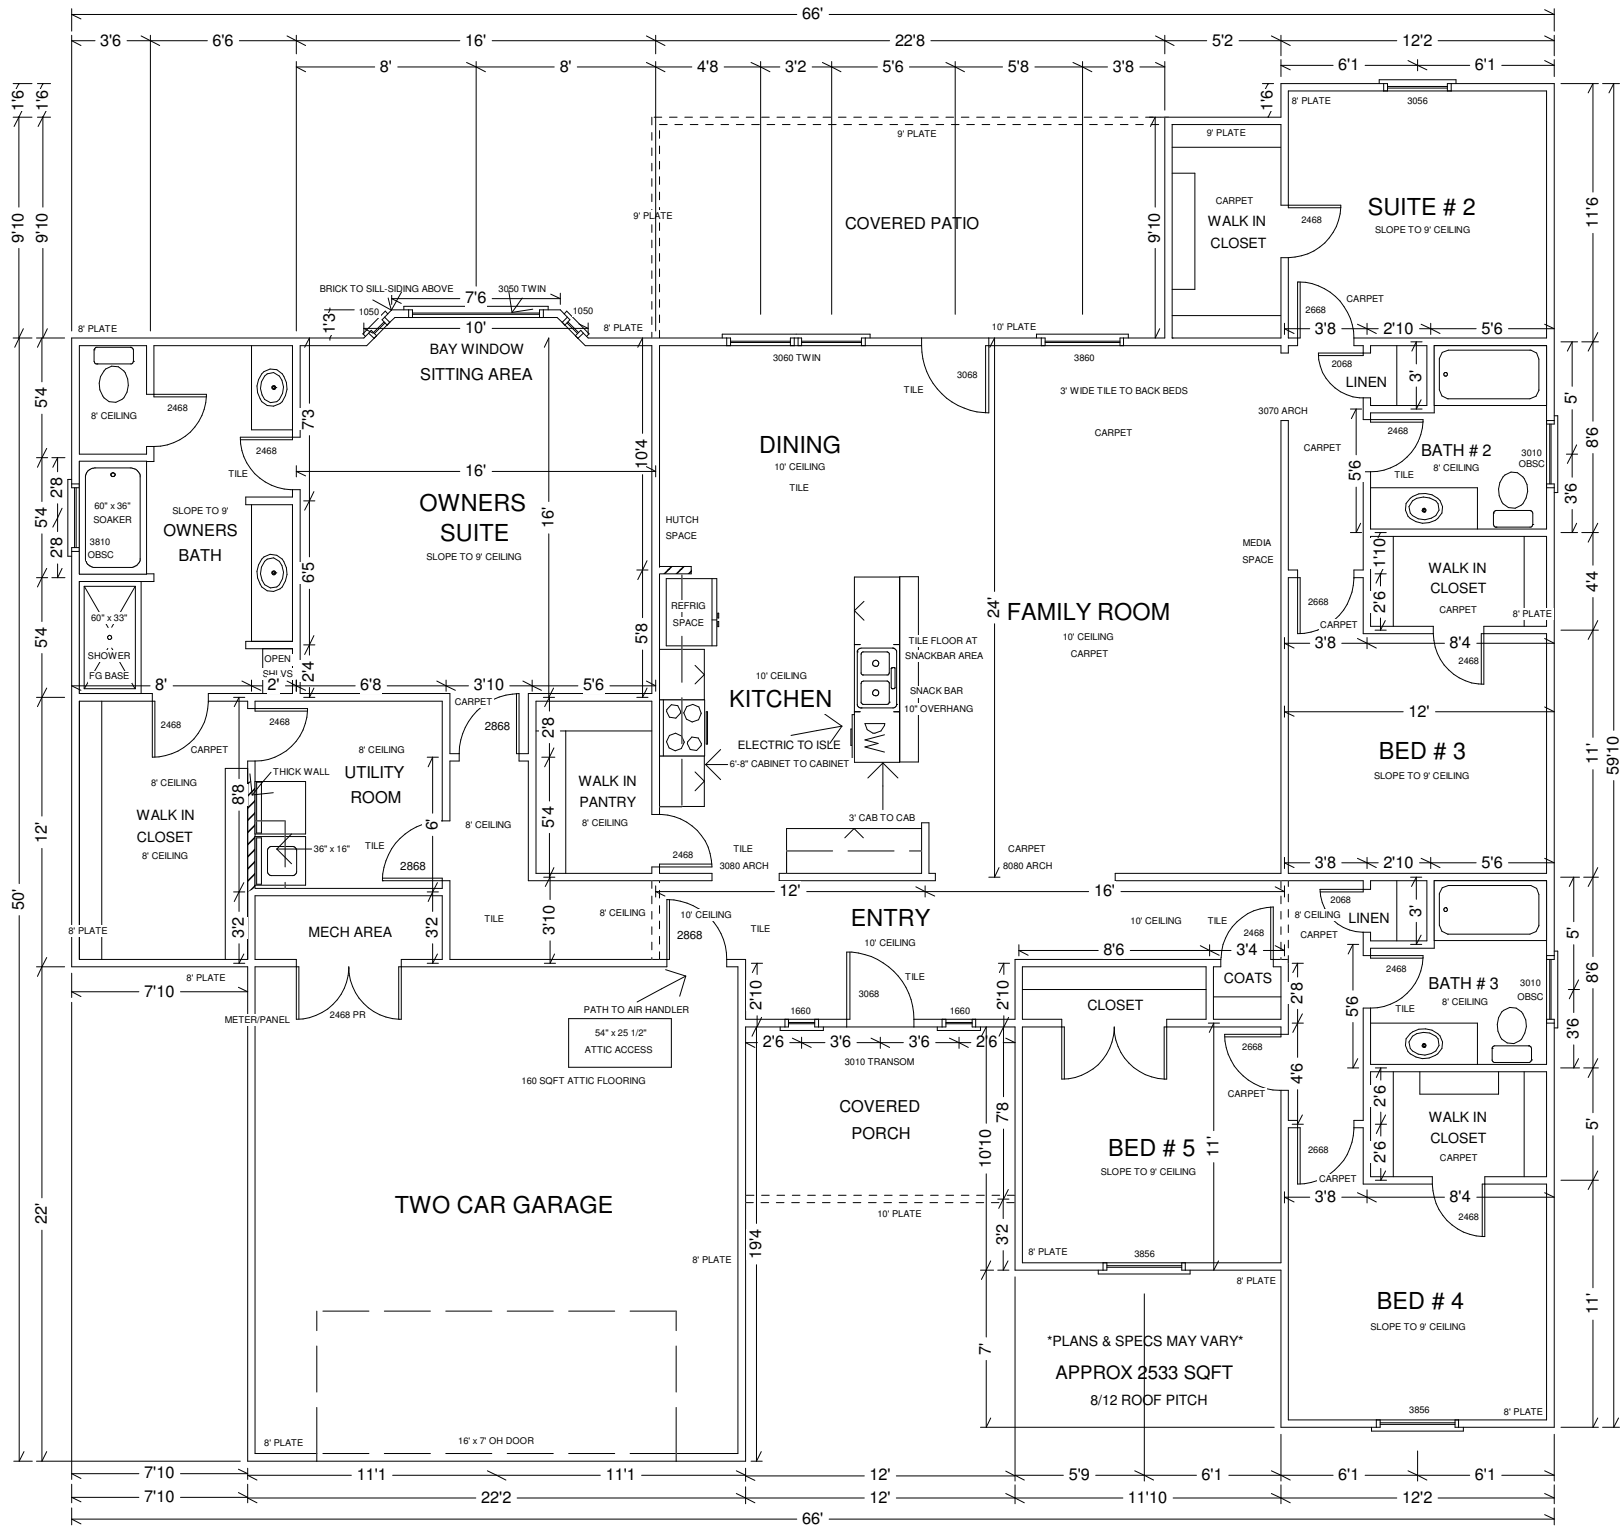 66'
3'6 6'6 16' 22'8 5'2 12'2
8' 8' 4'8 3'2 5'6 5'8 3'8 6'1 6'1
1'6 1'6 1'6
8' PLATE 3056
9' PLATE 9' PLATE
9'10 9'10 9' PLATE COVERED PATIO 9'10
CARPET
WALK IN
CLOSET
2468
SUITE # 2
SLOPE TO 9' CEILING
11'6
BRICK TO SILL-SIDING ABOVE 3050 TWIN
7'6
1050 1050
1'3 10'
8' PLATE 8' PLATE 10' PLATE
2668 CARPET
3'8 2'10 5'6
BAY WINDOW
SITTING AREA
3060 TWIN 3860
3068
TILE
3' WIDE TILE TO BACK BEDS
2068
LINEN
3'
5'
5'4
8' CEILING
2468
7'3
10'4
3070 ARCH
CARPET
DINING
10' CEILING
TILE
CARPET
2468
BATH # 2
8' CEILING
TILE
3010
OBSC
5'6
8'6
3'6
2468
TILE
16'
2'8
5'4
2'8
60" x 36"
SOAKER
3810
OBSC
SLOPE TO 9'
OWNERS
BATH
OWNERS
SUITE
SLOPE TO 9' CEILING
16'
HUTCH
SPACE
MEDIA
SPACE
1'10
WALK IN
CLOSET
CARPET
8' PLATE
4'4
6'5
5'4
60" x 33"
SHOWER
FG BASE
REFRIG
SPACE
5'8
24'
FAMILY ROOM
10' CEILING
CARPET
2668
2'6
CARPET
3'8 8'4
2468
TILE FLOOR AT
SNACKBAR AREA
OPEN
SHLVS
2'4
8' 2' 6'8 3'10 5'6
10' CEILING
KITCHEN
SNACK BAR
10" OVERHANG
DW
12'
CARPET
2468
CARPET
2468
2868
2'8
ELECTRIC TO ISLE
6'-8" CABINET TO CABINET
BED # 3
SLOPE TO 9' CEILING
11'
59'10
8' CEILING
8' CEILING
THICK WALL
UTILITY
ROOM
8'8
6'
WALK IN
PANTRY
8' CEILING
5'4
3' CAB TO CAB
12'
WALK IN
CLOSET
8' CEILING
36" x 16"
TILE
2868
8' CEILING
2468
TILE
3080 ARCH
CARPET
8080 ARCH
3'8 2'10 5'6
50'
12' 16'
8' PLATE
3'2
MECH AREA
3'2
TILE
3'10
8' CEILING
10' CEILING
2868
TILE
ENTRY
10' CEILING
10' CEILING
TILE
2468
8' CEILING
CARPET
2068
LINEN
3'
5'
8' PLATE
7'10
METER/PANEL
2468 PR
PATH TO AIR HANDLER
2'10
3068
TILE
1660 1660
2'10
8'6 3'4
CLOSET
COATS
2'8
2468
BATH # 3
8' CEILING
TILE
3010
OBSC
5'6
8'6
3'6
54" x 25 1/2"
ATTIC ACCESS
2'6 3'6 3'6 2'6
3010 TRANSOM
160 SQFT ATTIC FLOORING
2668
CARPET
4'6
2'6
WALK IN
CLOSET
CARPET
5'
COVERED
PORCH
7'8
10'10
BED # 5
SLOPE TO 9' CEILING
11'
2668
2'6
CARPET
3'8 8'4
2468
TWO CAR GARAGE
22'
10' PLATE
3'2
19'4
8' PLATE
8' PLATE
3856
8' PLATE
BED # 4
SLOPE TO 9' CEILING
11'
7'
*PLANS & SPECS MAY VARY*
APPROX 2533 SQFT
8/12 ROOF PITCH
3856
8' PLATE
8' PLATE
16' x 7' OH DOOR
7'10 11'1 11'1 12' 5'9 6'1 6'1 6'1
7'10 22'2 12' 11'10 12'2
66'